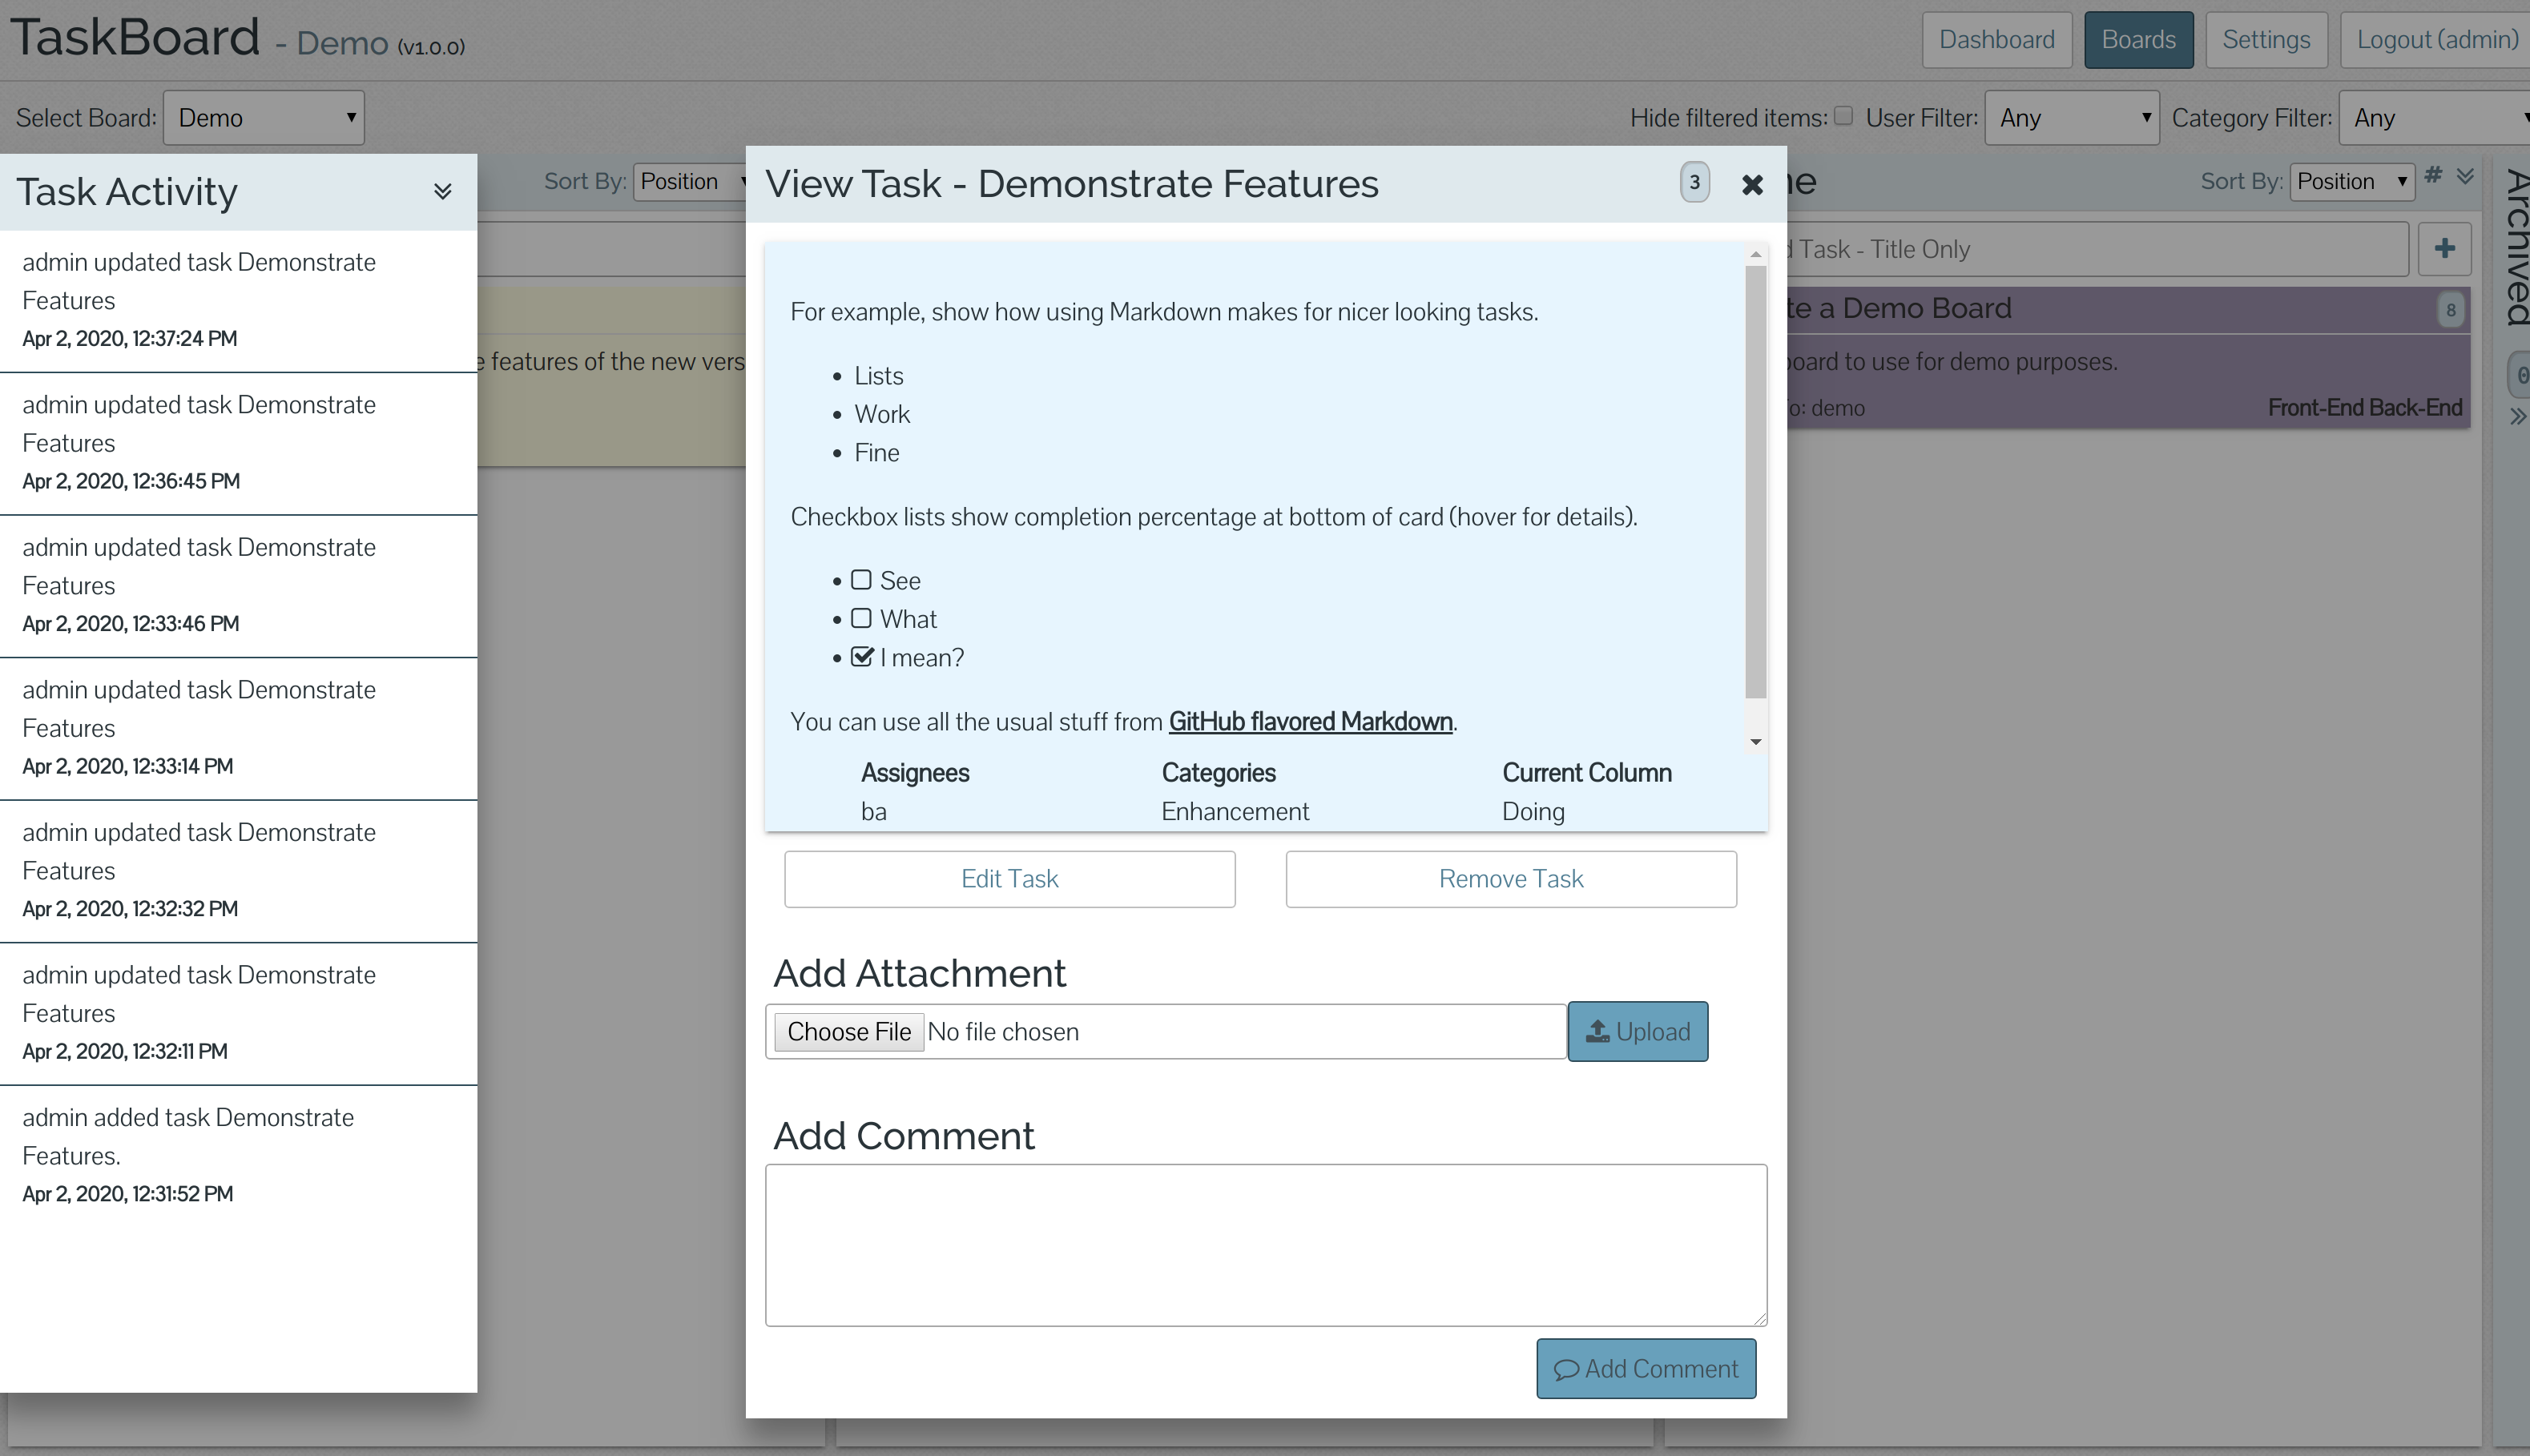 TaskBoard - Demo (v1.0.0)
Dashboard
Boards
Settings
Logout (admin)
Select Board: Demo
Hide filtered items:
User Filter: Any
Category Filter: Any
Task Activity
admin updated task Demonstrate
Features
Apr 2, 2020, 12:37:24 PM
admin updated task Demonstrate
Features
Apr 2, 2020, 12:36:45 PM
admin updated task Demonstrate
Features
Apr 2, 2020, 12:33:46 PM
admin updated task Demonstrate
Features
Apr 2, 2020, 12:33:14 PM
admin updated task Demonstrate
Features
Apr 2, 2020, 12:32:32 PM
admin updated task Demonstrate
Features
Apr 2, 2020, 12:32:11 PM
admin added task Demonstrate
Features.
Apr 2, 2020, 12:31:52 PM
Sort By: Position
features of the new vers
View Task - Demonstrate Features
3
For example, show how using Markdown makes for nicer looking tasks.
• Lists
• Work
• Fine
Checkbox lists show completion percentage at bottom of card (hover for details).
• See
• What
• I mean?
You can use all the usual stuff from GitHub flavored Markdown.
Assignees
Categories
Current Column
ba
Enhancement
Doing
Edit Task
Remove Task
Add Attachment
Choose File No file chosen
Upload
Add Comment
Add Comment
Sort By: Position #
Task - Title Only
a Demo Board
8
oard to use for demo purposes.
o: demo
Front-End Back-End
Archived
0